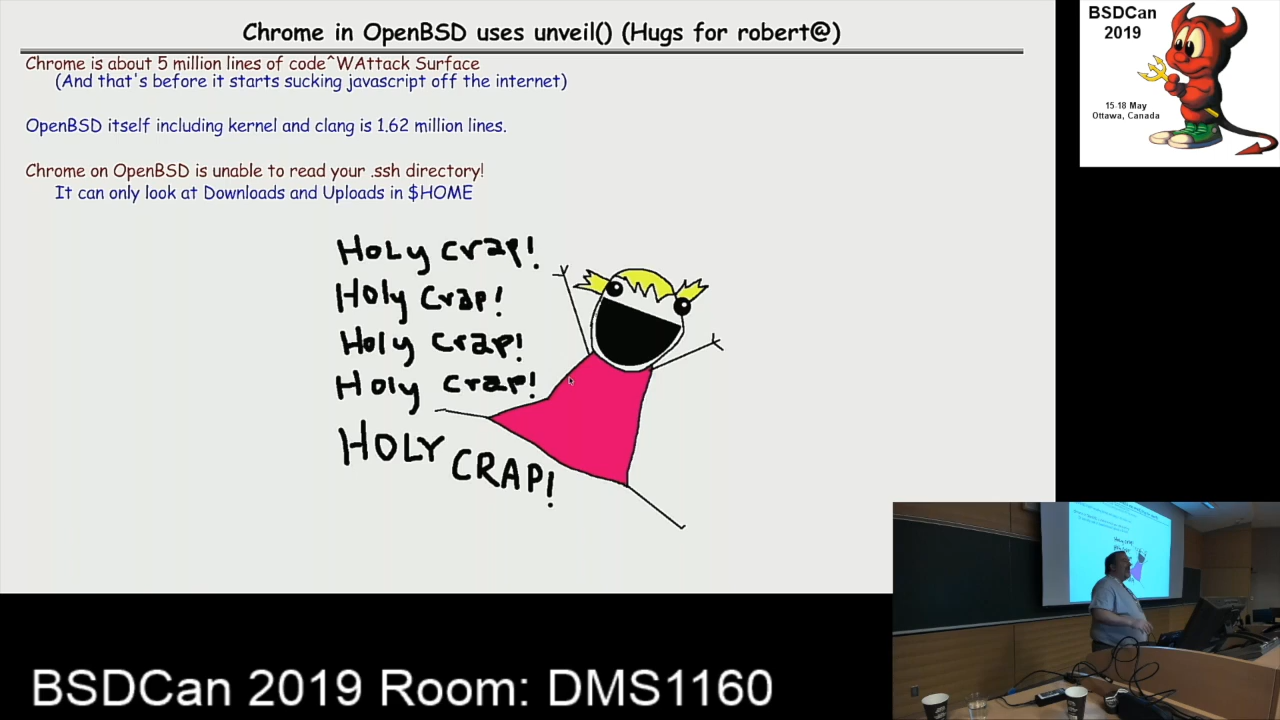 Chrome in OpenBSD uses unveil() (Hugs for robert@)
Chrome is about 5 million lines of code^WAttack Surface
(And that's before it starts sucking javascript off the internet)
OpenBSD itself including kernel and clang is 1.62 million lines.
Chrome on OpenBSD is unable to read your .ssh directory!
It can only look at Downloads and Uploads in $HOME
HOLY crap!
Holy Crap!
Holy crap!
Holy crap!
HOLY CRAP!
BSDCan
2019
15-18 May
Ottawa, Canada
BSDCan 2019 Room: DMS1160